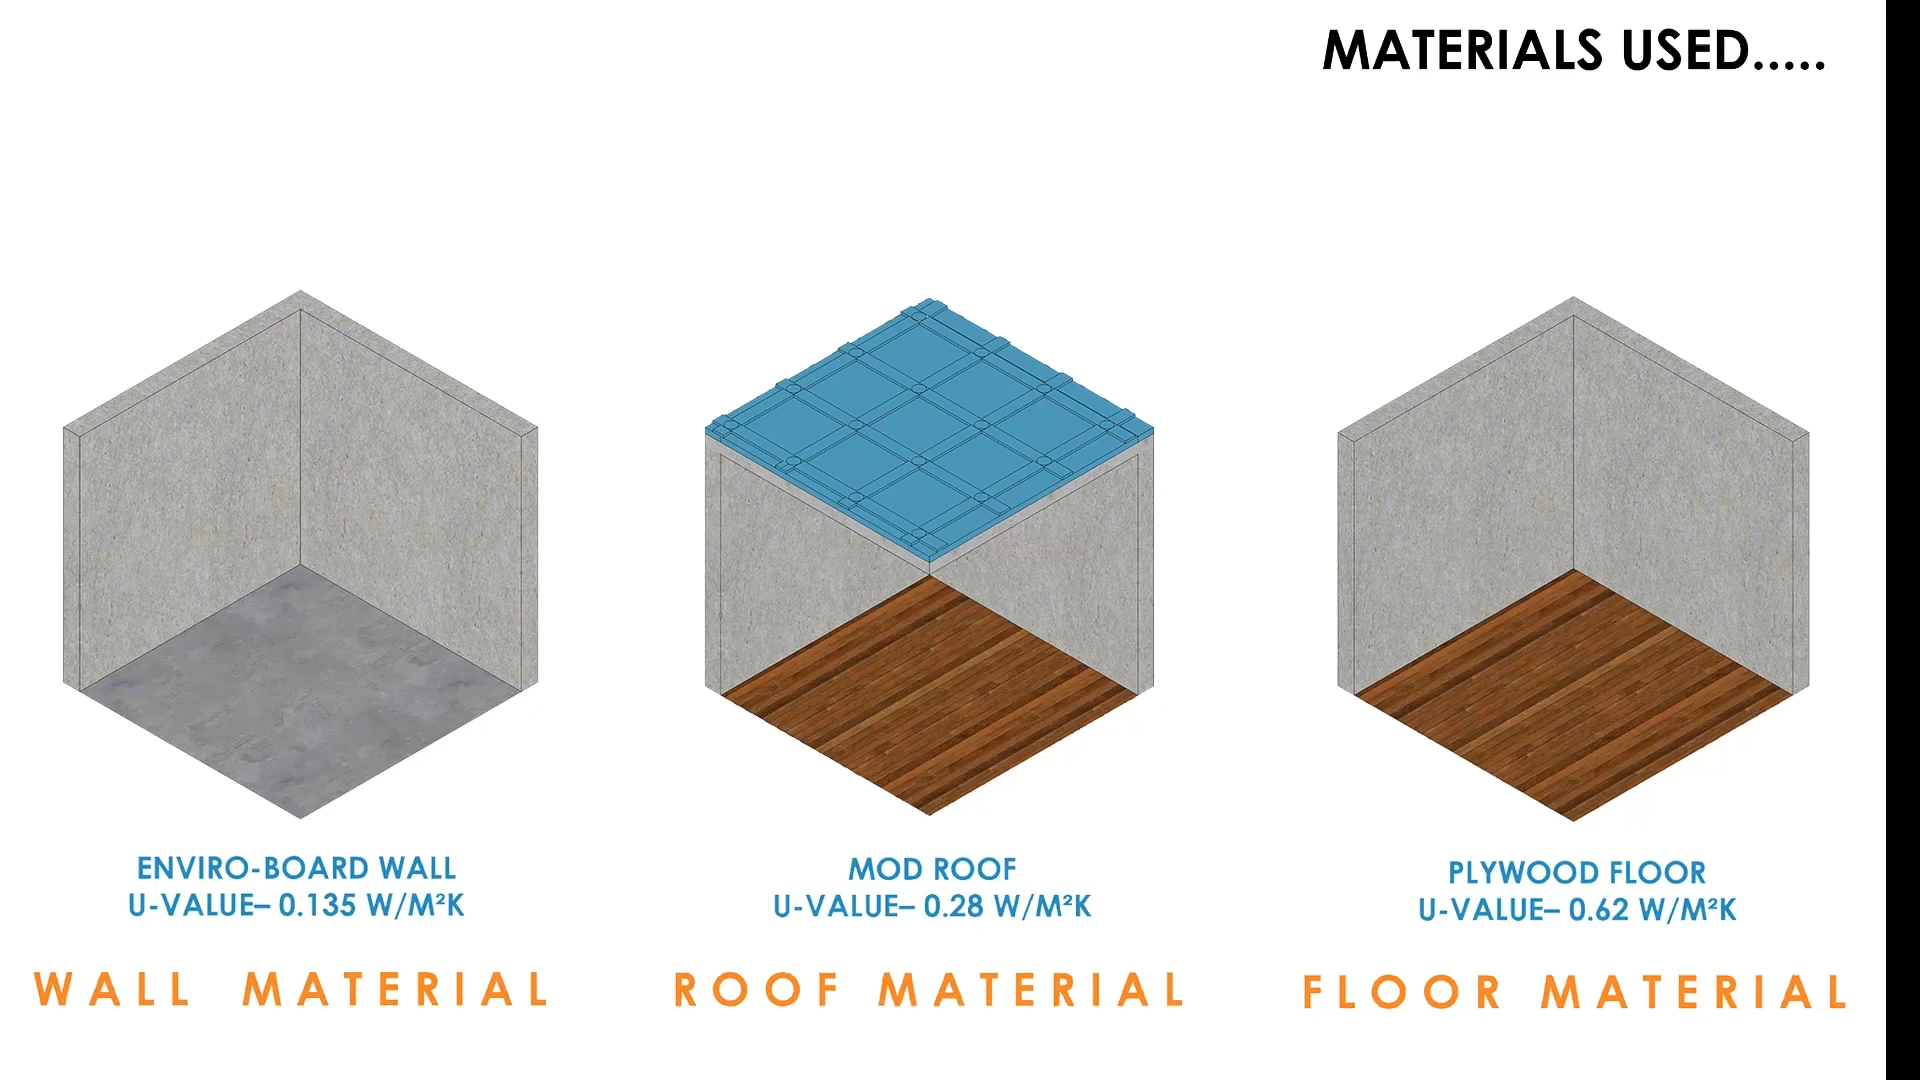 MATERIALS USED.....
ENVIRO-BOARD WALL
U-VALUE– 0.135 W/M²K
WALL MATERIAL
MOD ROOF
U-VALUE– 0.28 W/M²K
ROOF MATERIAL
PLYWOOD FLOOR
U-VALUE– 0.62 W/M²K
FLOOR MATERIAL